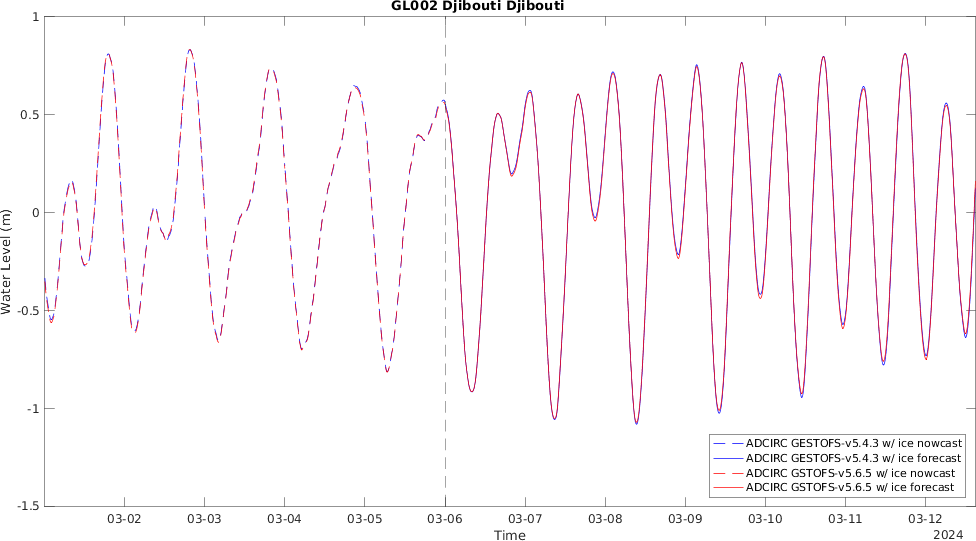 GL002 Djibouti Djibouti
1
0.5
0
-0.5
-1
-1.5
Water Level (m)
ADCIRC GESTOFS-v5.4.3 w/ ice nowcast
ADCIRC GESTOFS-v5.4.3 w/ ice forecast
ADCIRC GSTOFS-v5.6.5 w/ ice nowcast
ADCIRC GSTOFS-v5.6.5 w/ ice forecast
03-02 03-03 03-04 03-05 03-06 03-07 03-08 03-09 03-10 03-11 03-12
Time
2024